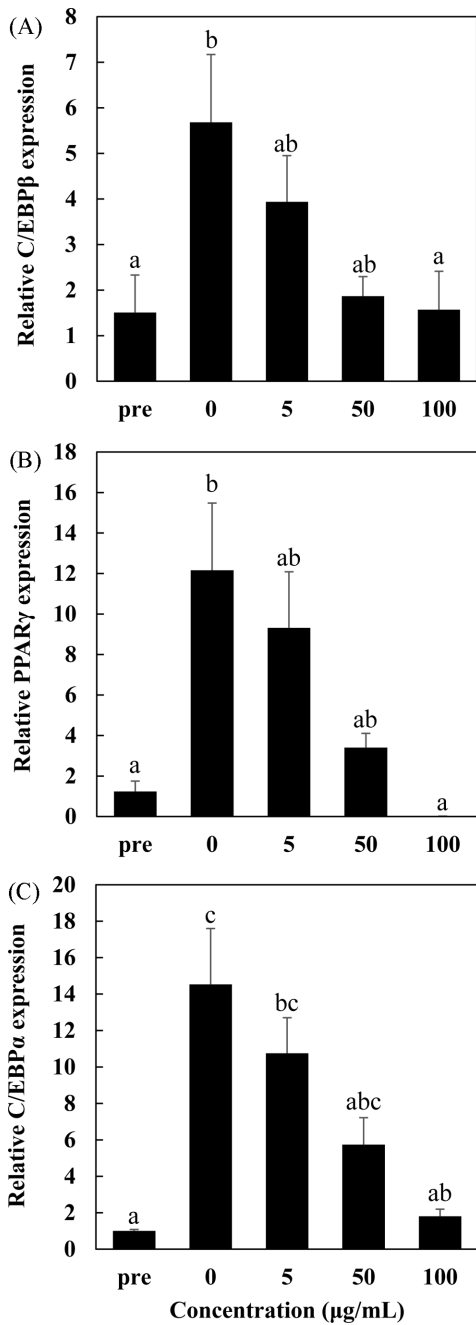 (A)
Relative C/EBPβ expression
8
7
6
5
4
3
2
1
0
a
b
ab
ab
a
pre 0 5 50 100
(B)
Relative PPARγ expression
18
16
14
12
10
8
6
4
2
0
a
b
ab
ab
a
pre 0 5 50 100
(C)
Relative C/EBPα expression
20
18
16
14
12
10
8
6
4
2
0
a
c
bc
abc
ab
pre 0 5 50 100
Concentration (μg/mL)